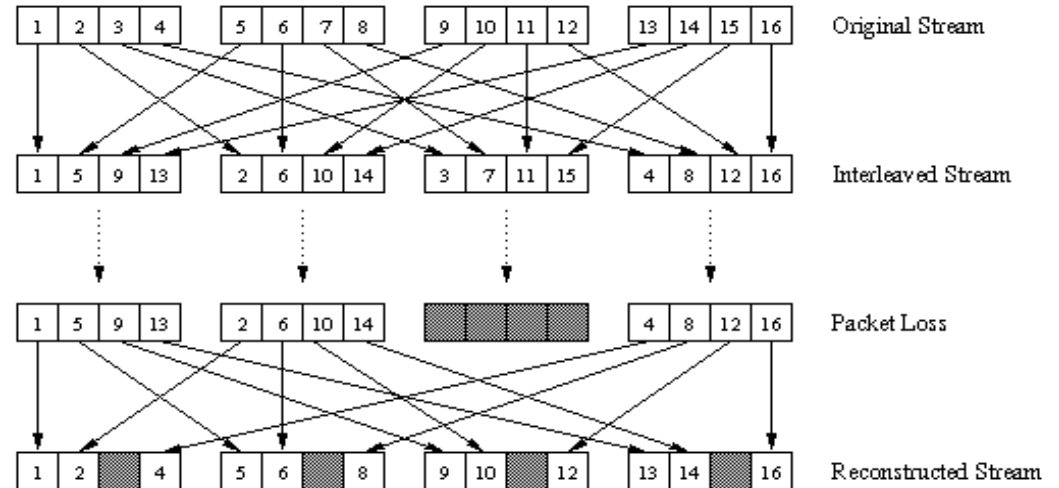 1 2 3 4 5 6 7 8 9 10 11 12 13 14 15 16 Original Stream
1 5 9 13 2 6 10 14 3 7 11 15 4 8 12 16 Interleaved Stream
1 5 9 13 2 6 10 14 4 8 12 16 Packet Loss
1 2 4 5 6 8 9 10 12 13 14 16 Reconstructed Stream